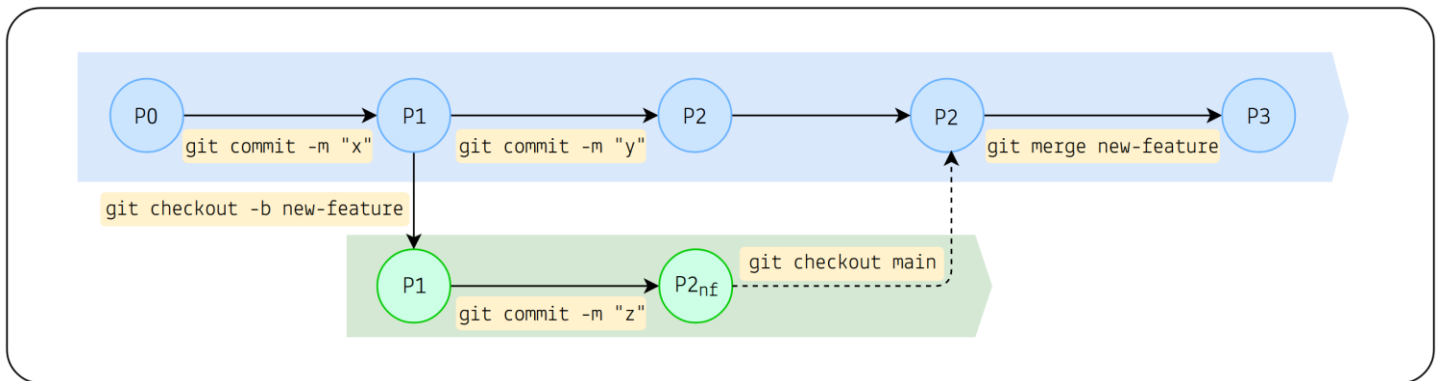 P0
P1
P2
P2
P3
git commit -m "x"
git commit -m "y"
git merge new-feature
git checkout -b new-feature
P1
P2nf
git checkout main
git commit -m "z"